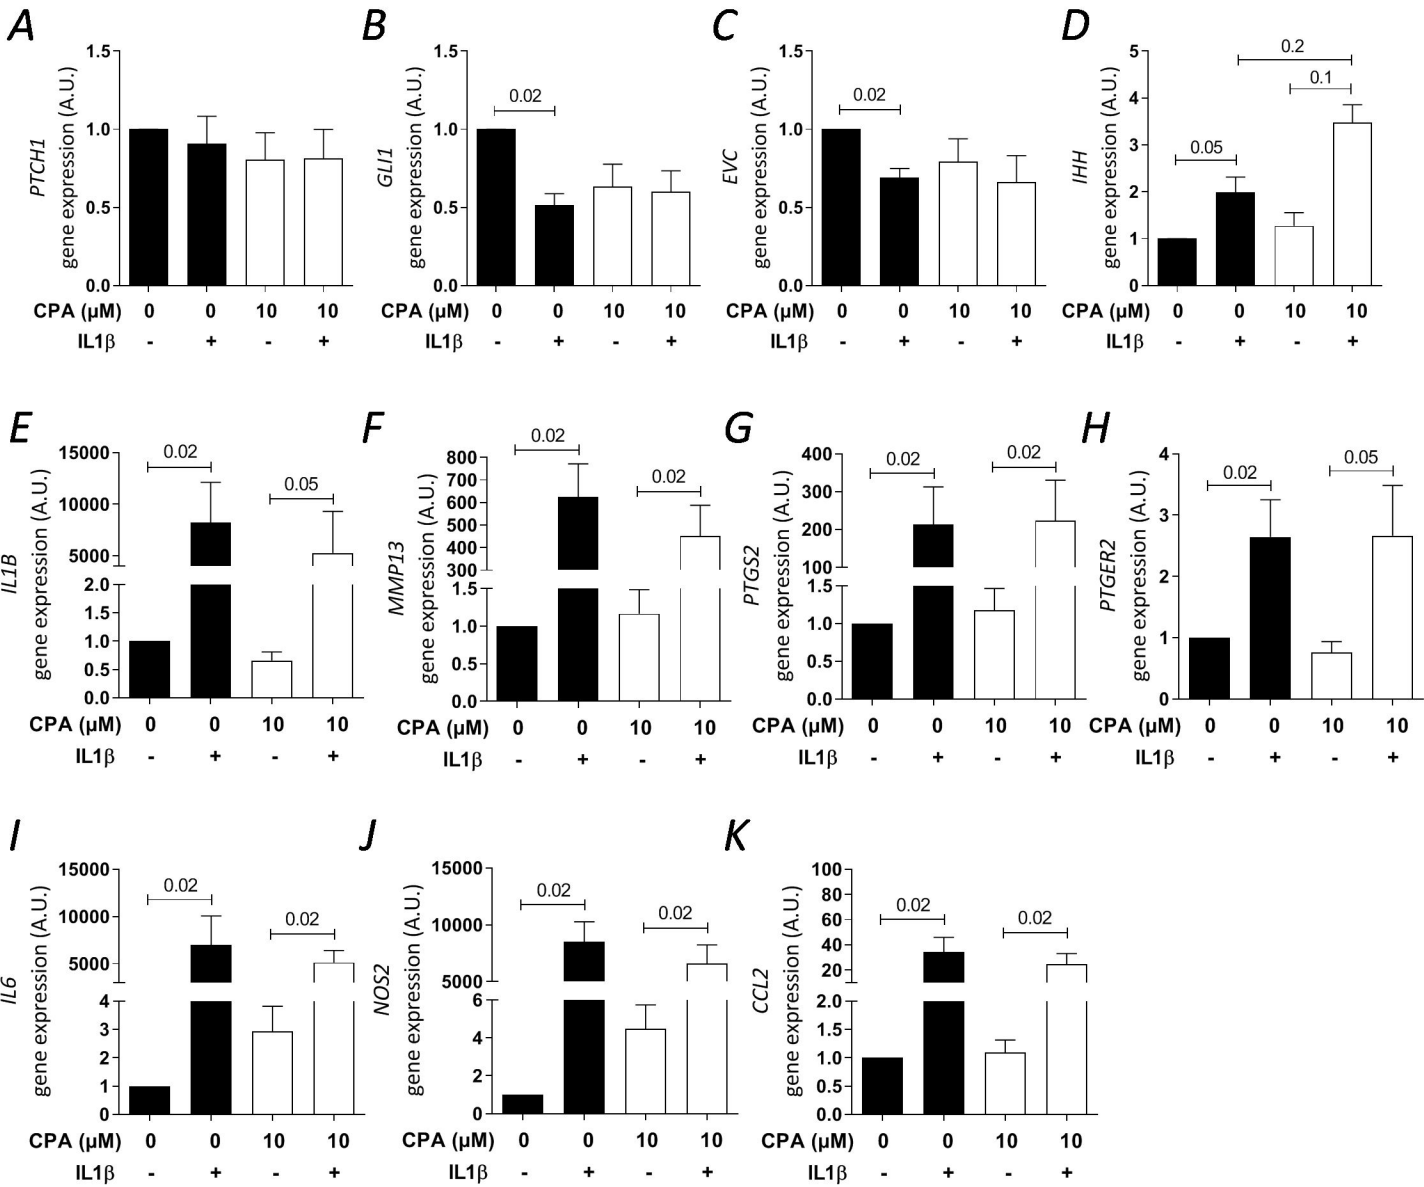 A
PTCH1
gene expression (A.U.)
1.5
1.0
0.5
0.0
CPA (µM) 0 0 10 10
IL1β - + - +
B
GLI1
gene expression (A.U.)
1.5
1.0
0.5
0.0
0.02
CPA (µM) 0 0 10 10
IL1β - + - +
C
EVC
gene expression (A.U.)
1.5
1.0
0.5
0.0
0.02
CPA (µM) 0 0 10 10
IL1β - + - +
D
IHH
gene expression (A.U.)
5
4
3
2
1
0
0.2
0.1
0.05
CPA (µM) 0 0 10 10
IL1β - + - +
E
IL1B
gene expression (A.U.)
15000
10000
5000
2.0
1.5
1.0
0.5
0.0
0.02
0.05
CPA (µM) 0 0 10 10
IL1β - + - +
F
MMP13
gene expression (A.U.)
800
700
600
500
400
300
1.5
1.0
0.5
0.0
0.02
0.02
CPA (µM) 0 0 10 10
IL1β - + - +
G
PTGS2
gene expression (A.U.)
400
300
200
100
1.5
1.0
0.5
0.0
0.02
0.02
CPA (µM) 0 0 10 10
IL1β - + - +
H
PTGER2
gene expression (A.U.)
4
3
2
1
0
0.02
0.05
CPA (µM) 0 0 10 10
IL1β - + - +
I
IL6
gene expression (A.U.)
15000
10000
5000
4
3
2
1
0
0.02
0.02
CPA (µM) 0 0 10 10
IL1β - + - +
J
NOS2
gene expression (A.U.)
15000
10000
5000
6
4
2
0
0.02
0.02
CPA (µM) 0 0 10 10
IL1β - + - +
K
CCL2
gene expression (A.U.)
100
80
60
40
20
2.0
1.5
1.0
0.5
0.0
0.02
0.02
CPA (µM) 0 0 10 10
IL1β - + - +